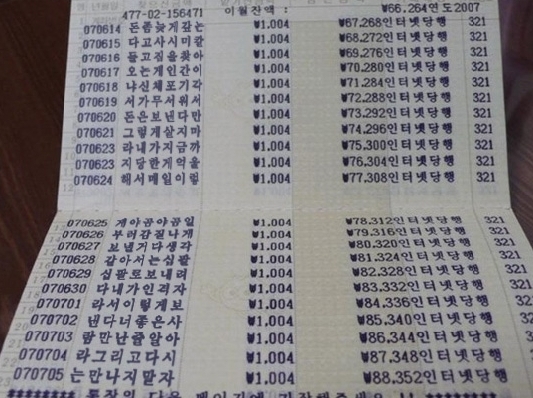 477-02-156471 이월잔액 : ₩66,264연 도2007
070614 돈좀늦게갚는 ₩1,004 ₩67,268인터넷당행 321
070615 다고사시미칼 ₩1,004 ₩68,272인터넷당행 321
070616 들고집을찾아 ₩1,004 ₩69,276인터넷당행 321
070617 오는게인간이 ₩1,004 ₩70,280인터넷당행 321
070618 냐신체포기각 ₩1,004 ₩71,284인터넷당행 321
070619 서가무서워서 ₩1,004 ₩72,288인터넷당행 321
070620 돈은보낸다만 ₩1,004 ₩73,292인터넷당행 321
070621 그렇게살지마 ₩1,004 ₩74,296인터넷당행 321
070623 라내가지금까 ₩1,004 ₩75,300인터넷당행 321
070623 지당한게억울 ₩1,004 ₩76,304인터넷당행 321
070624 해서매일이렇 ₩1,004 ₩77,308인터넷당행 321
070625 게야곰야곰일 ₩1,004 ₩78,312인터넷당행 321
070626 부러감질나게 ₩1,004 ₩79,316인터넷당행 321
070627 보낸거다생각 ₩1,004 ₩80,320인터넷당행 321
070628 같아서는십팔 ₩1,004 ₩81,324인터넷당행 321
070629 십팔로보내려 ₩1,004 ₩82,328인터넷당행 321
070630 다내가인격자 ₩1,004 ₩83,332인터넷당행 321
070701 라서이렇게보 ₩1,004 ₩84,336인터넷당행 321
070702 낸다너좋은사 ₩1,004 ₩85,340인터넷당행 321
070703 람만난줄알아 ₩1,004 ₩86,344인터넷당행 321
070704 라그리고다시 ₩1,004 ₩87,348인터넷당행 321
070705 는만나지말자 ₩1,004 ₩88,352인터넷당행 321